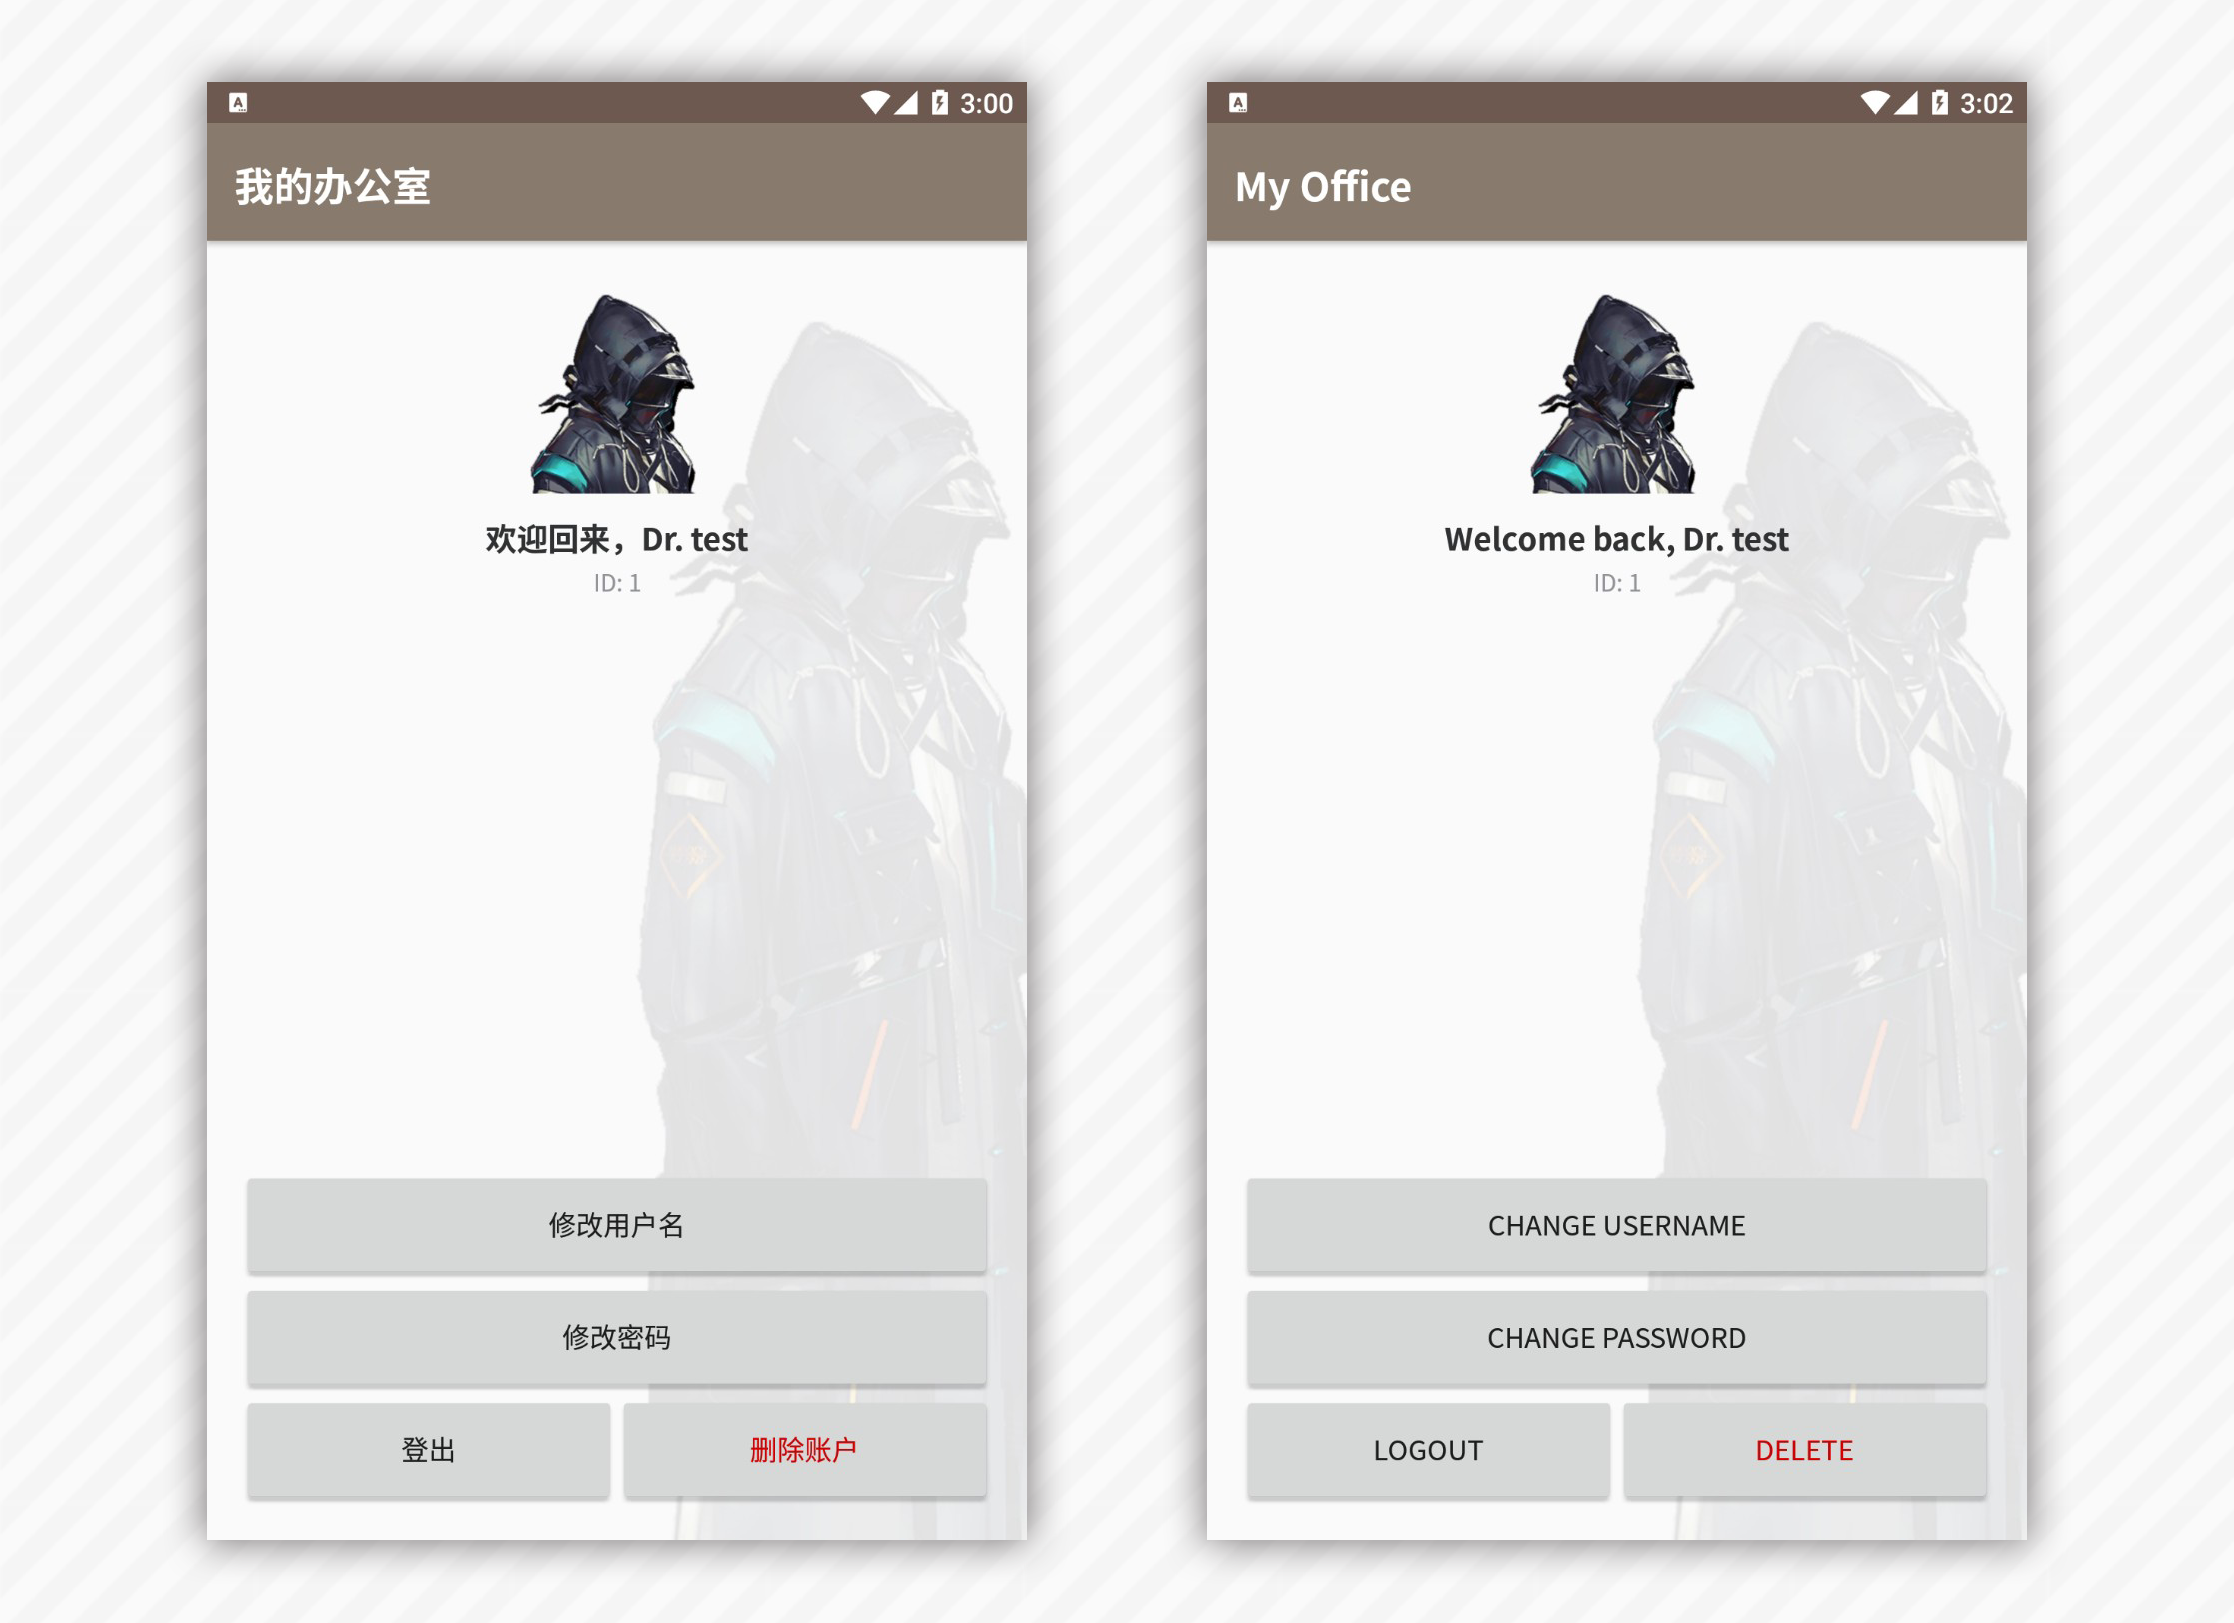 3:00
我的办公室
欢迎回来，Dr. test
ID: 1
修改用户名
修改密码
登出
删除账户
3:02
My Office
Welcome back, Dr. test
ID: 1
CHANGE USERNAME
CHANGE PASSWORD
LOGOUT
DELETE